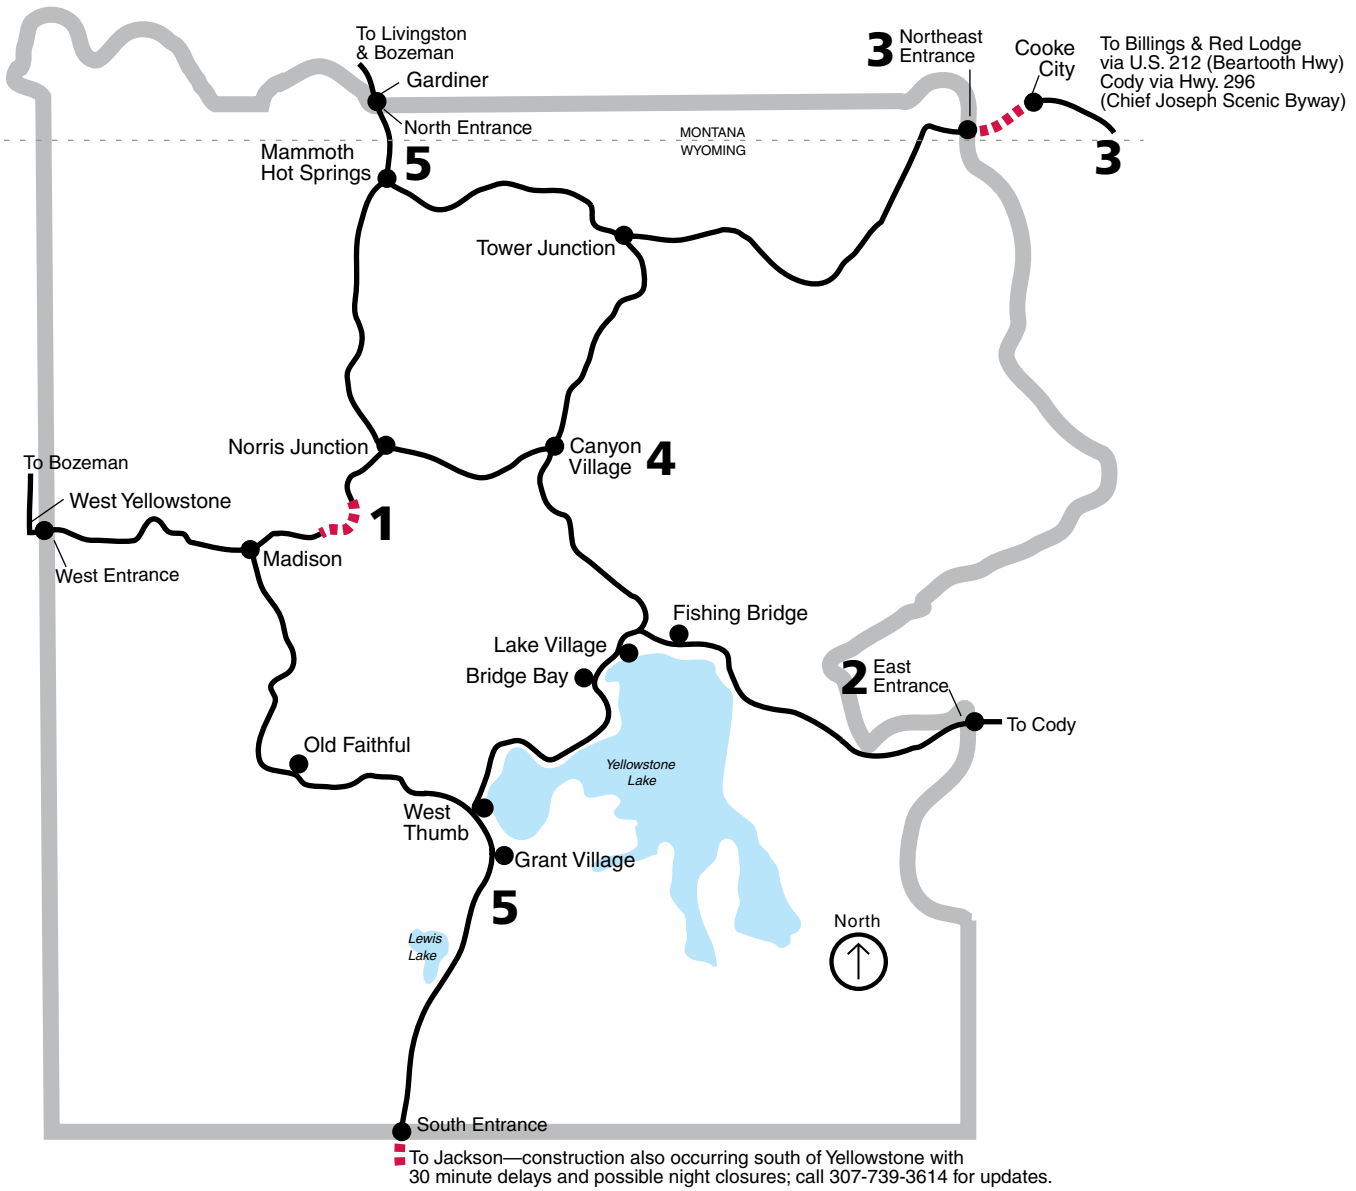 To Livingston
& Bozeman
Gardiner
North Entrance
3
Northeast
Entrance
Cooke
City
To Billings & Red Lodge
via U.S. 212 (Beartooth Hwy)
Cody via Hwy. 296
(Chief Joseph Scenic Byway)
3
MONTANA
WYOMING
Mammoth
Hot Springs
5
Tower Junction
Norris Junction
Canyon
Village
4
To Bozeman
West Yellowstone
1
West Entrance
Madison
Fishing Bridge
Lake Village
Bridge Bay
2
East
Entrance
To Cody
Old Faithful
Yellowstone
Lake
West
Thumb
Grant Village
5
Lewis
Lake
North
South Entrance
To Jackson—construction also occurring south of Yellowstone with
30 minute delays and possible night closures; call 307-739-3614 for updates.